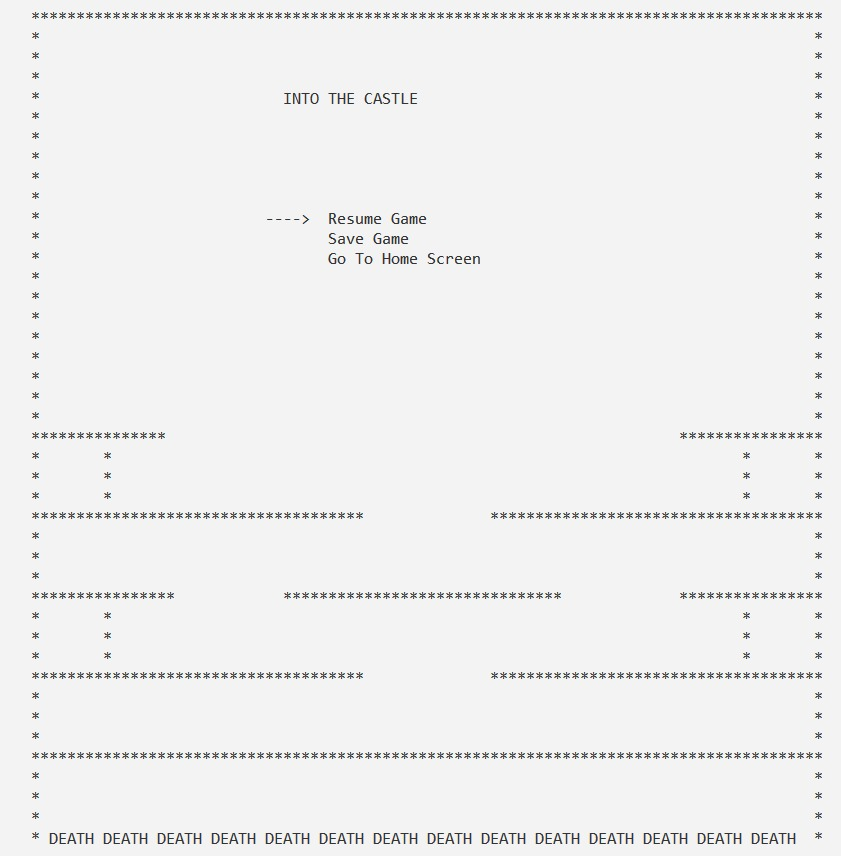 INTO THE CASTLE
----> Resume Game
Save Game
Go To Home Screen
DEATH DEATH DEATH DEATH DEATH DEATH DEATH DEATH DEATH DEATH DEATH DEATH DEATH DEATH